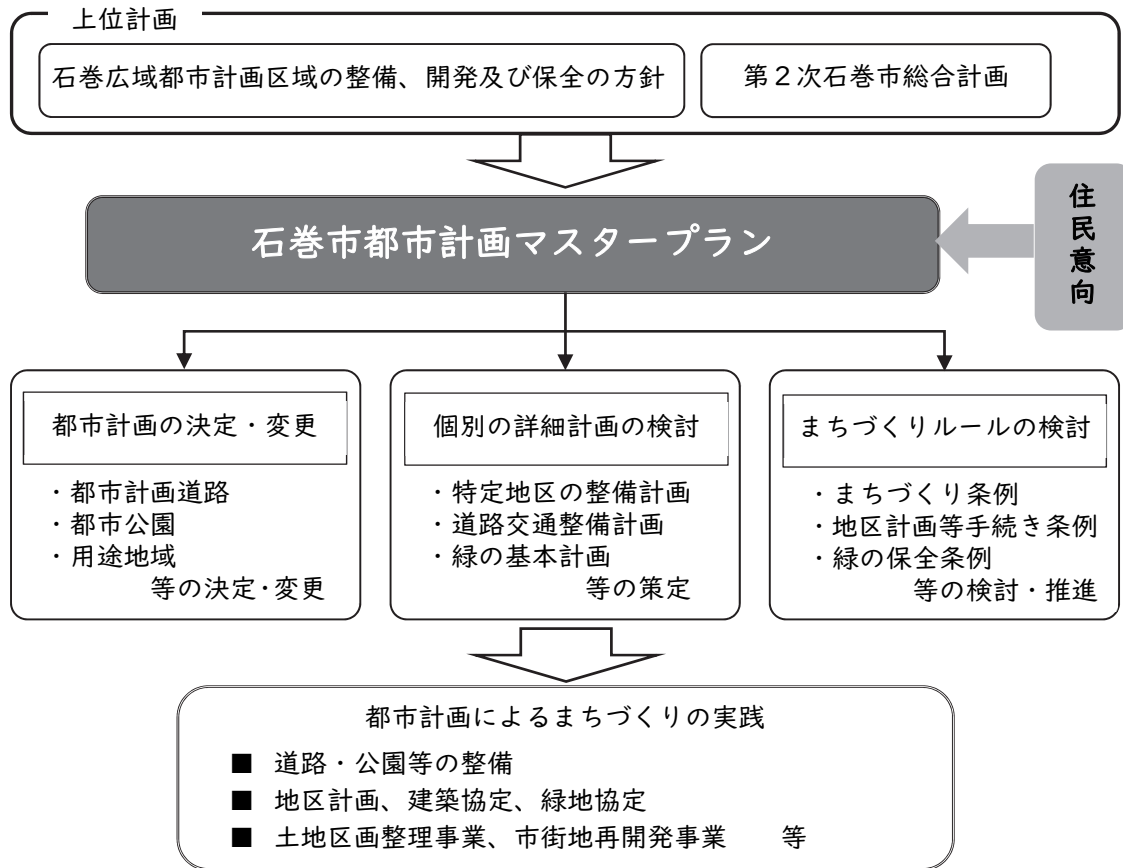 上位計画
石巻広域都市計画区域の整備、開発及び保全の方針
第２次石巻市総合計画
石巻市都市計画マスタープラン
住民意向
都市計画の決定・変更
・都市計画道路
・都市公園
・用途地域
等の決定･変更
個別の詳細計画の検討
・特定地区の整備計画
・道路交通整備計画
・緑の基本計画
等の策定
まちづくりルールの検討
・まちづくり条例
・地区計画等手続き条例
・緑の保全条例
等の検討・推進
都市計画によるまちづくりの実践
■ 道路・公園等の整備
■ 地区計画、建築協定、緑地協定
■ 土地区画整理事業、市街地再開発事業　等